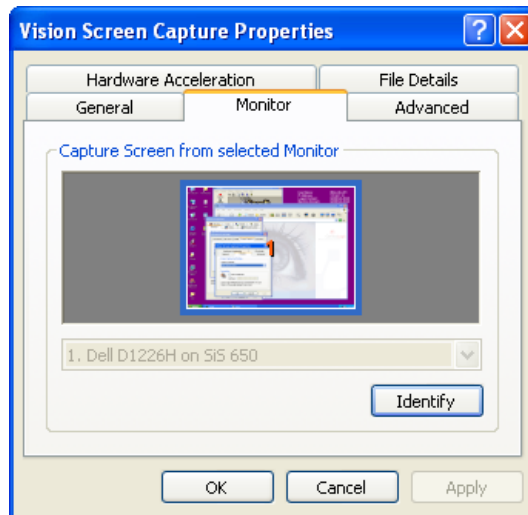 Vision Screen Capture Properties
Hardware Acceleration File Details
General Monitor Advanced
Capture Screen from selected Monitor
1
1. Dell D1226H on SiS 650
Identify
OK Cancel Apply